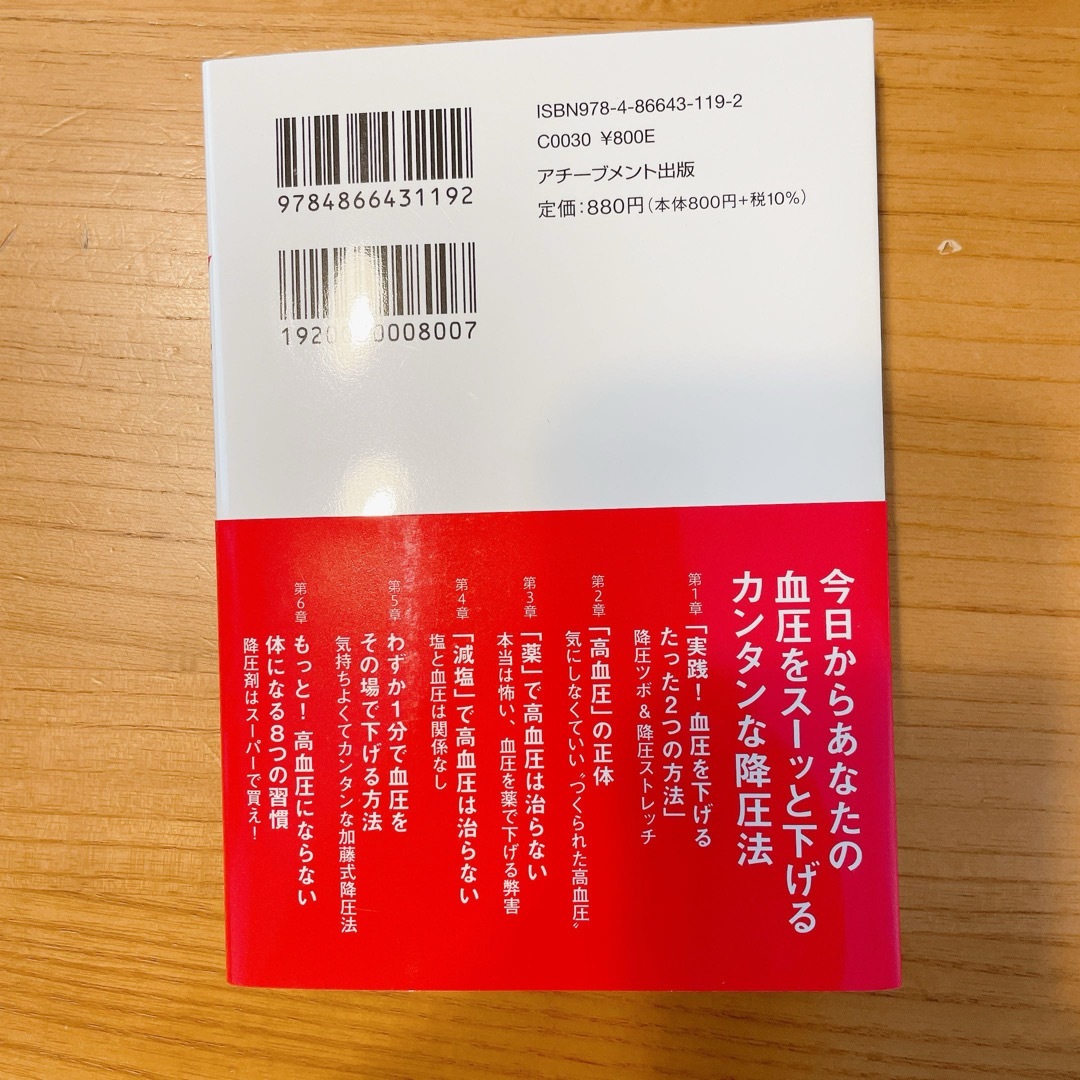 9784866431192
ISBN978-4-86643-119-2
C0030 ¥800E
アチーブメント出版
定価：880円（本体800円+税10%）
今日からあなたの
血圧をスーッと下げる
カンタンな降圧法
第1章
「実践！ 血圧を下げる
たった2つの方法」
降圧ツボ & 降圧ストレッチ
第2章
「高血圧」の正体
気にしなくていい〝つくられた高血圧〟
第3章
「薬」で高血圧は治らない
本当は怖い、血圧を薬で下げる弊害
第4章
「減塩」で高血圧は治らない
塩と血圧は関係なし
第5章
わずか1分で血圧を
その場で下げる方法
気持ちよくてカンタンな加藤式降圧法
第6章
もっと！ 高血圧にならない
体になる8つの習慣
降圧剤はスーパーで買え！